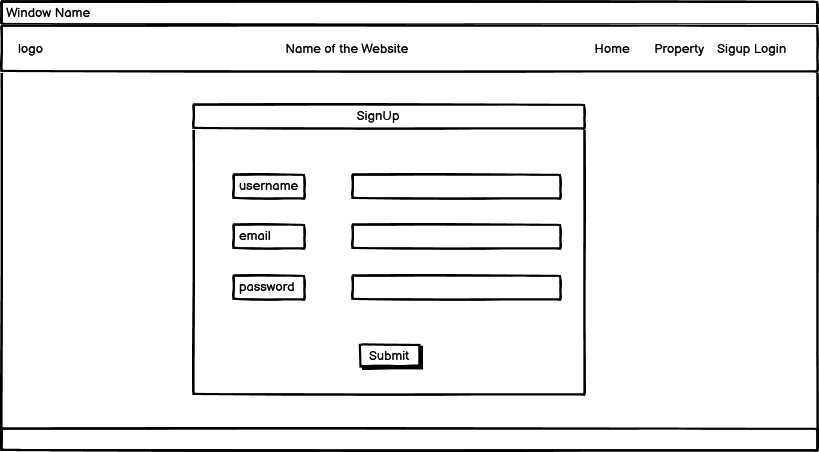 Window Name
logo Name of the Website Home Property Sigup Login
SignUp
username
email
password
Submit